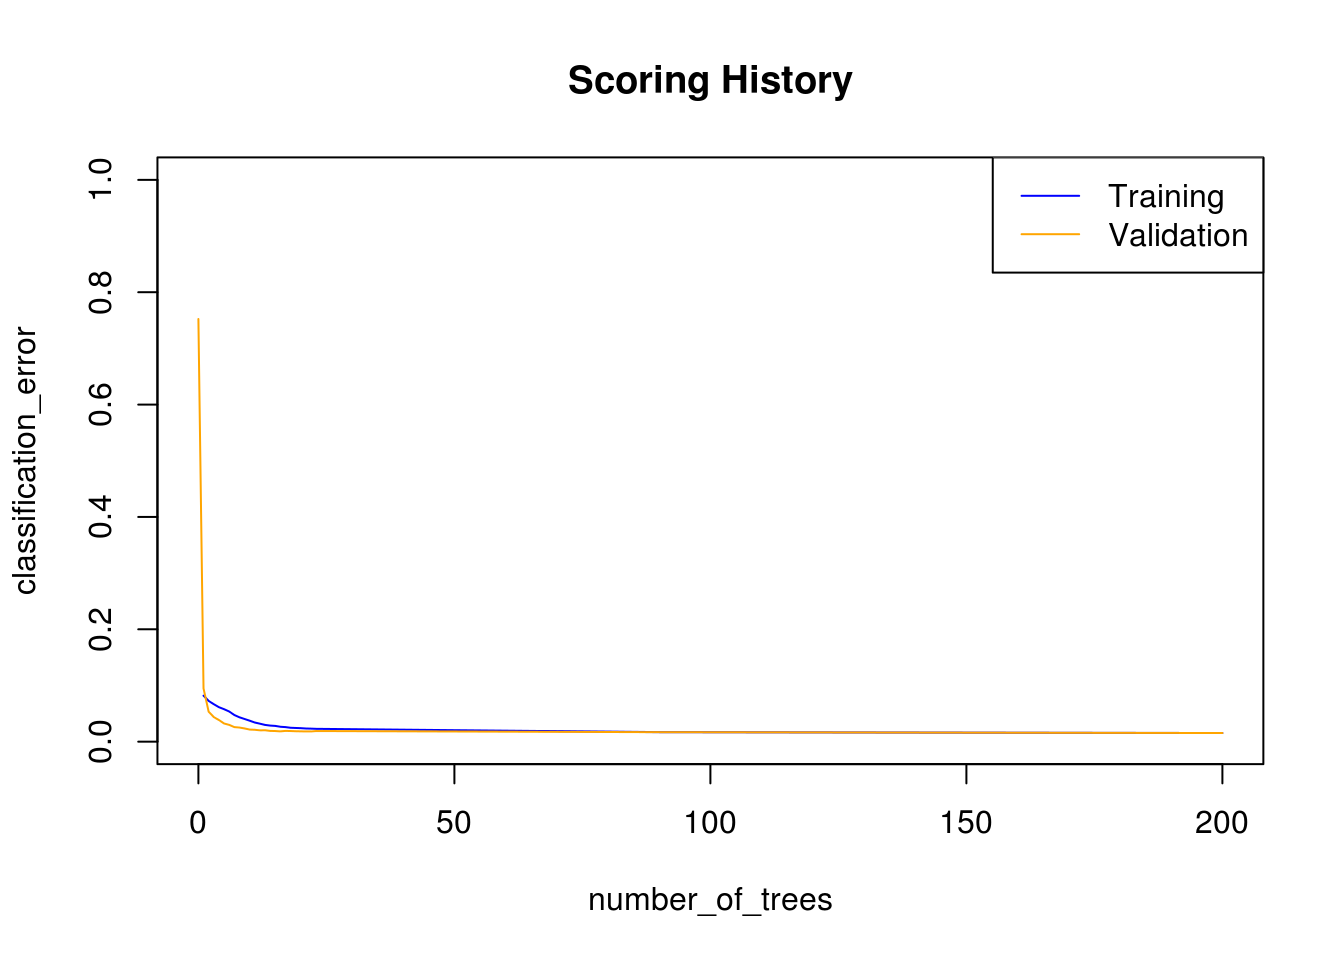 Scoring History
Training
Validation
classification_error
1.0
0.8
0.6
0.4
0.2
0.0
0
50
100
150
200
number_of_trees